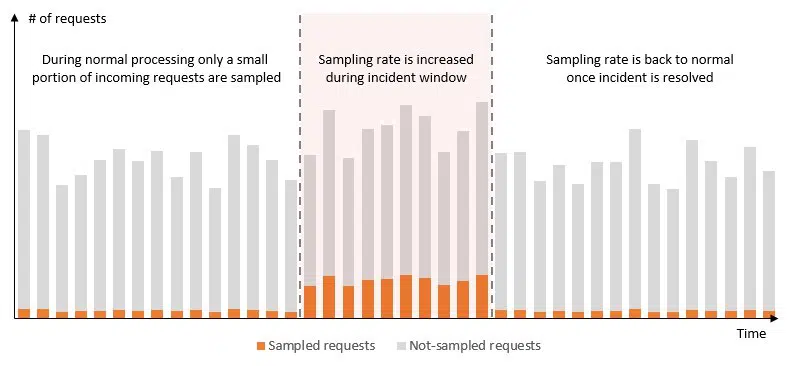 # of requests
During normal processing only a small
portion of incoming requests are sampled
Sampling rate is increased
during incident window
Sampling rate is back to normal
once incident is resolved
Time
Sampled requests
Not-sampled requests